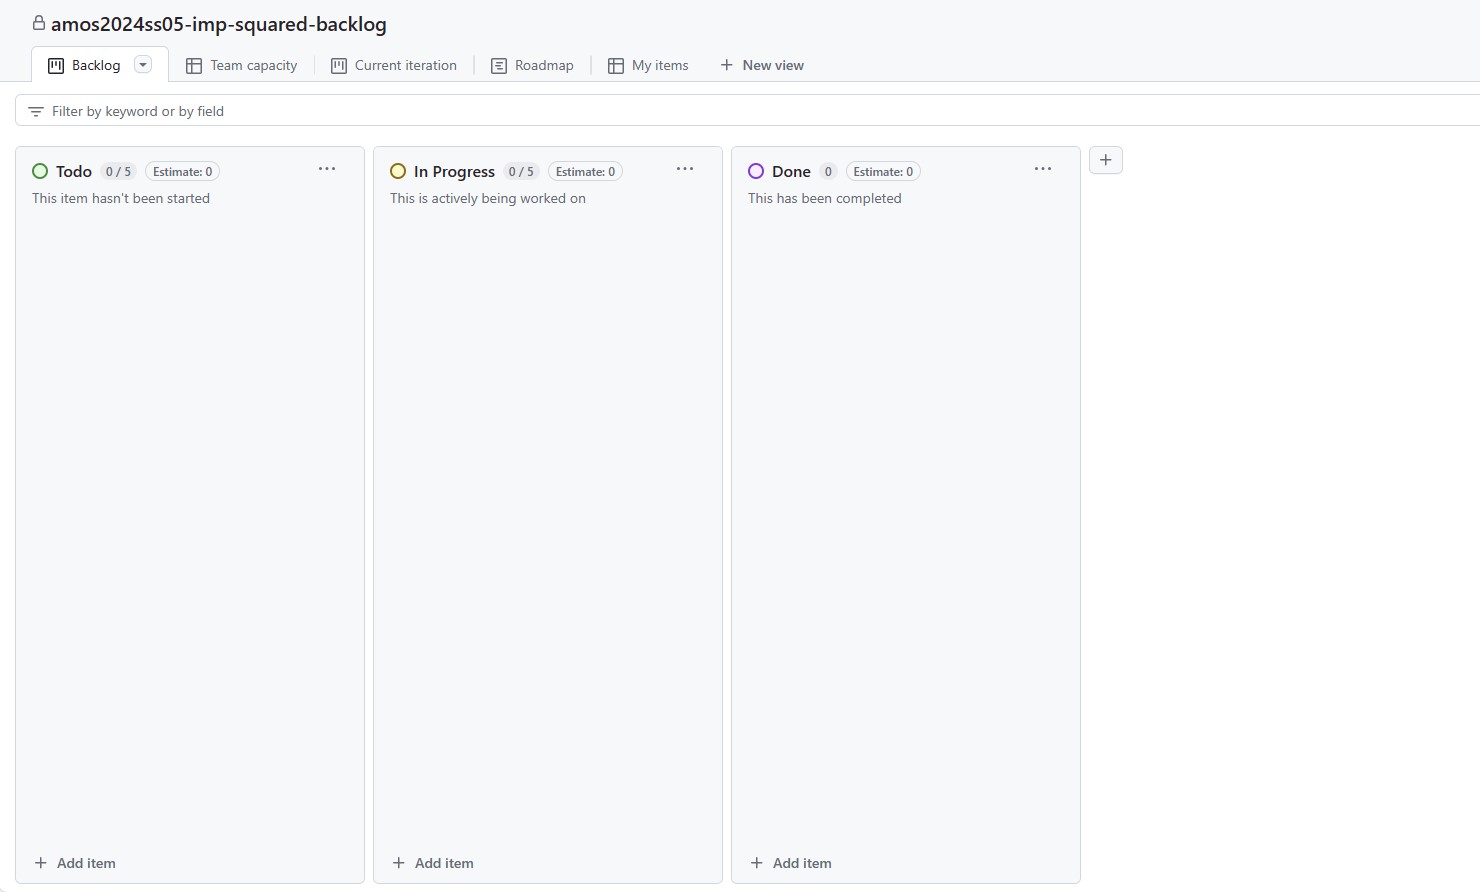 amos2024ss05-imp-squared-backlog
Backlog
Team capacity
Current iteration
Roadmap
My items
New view
Filter by keyword or by field
Todo 0 / 5 Estimate: 0
This item hasn't been started
Add item
In Progress 0 / 5 Estimate: 0
This is actively being worked on
Add item
Done 0 Estimate: 0
This has been completed
Add item